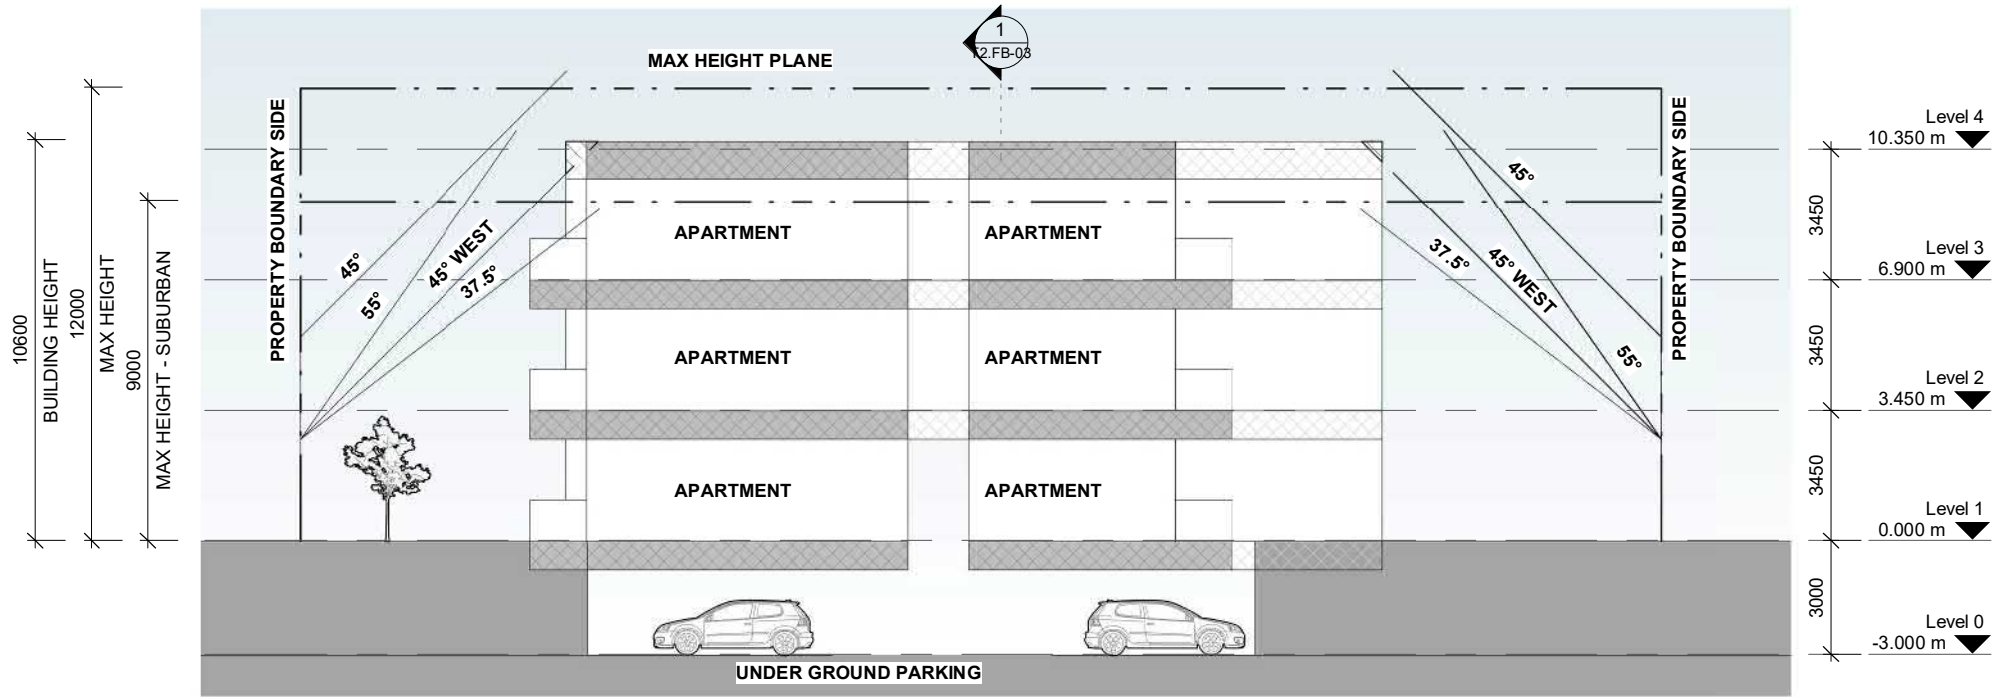 1
T2.FB-03
MAX HEIGHT PLANE
PROPERTY BOUNDARY SIDE
PROPERTY BOUNDARY SIDE
Level 4
10.350 m
Level 3
6.900 m
Level 2
3.450 m
Level 1
0.000 m
Level 0
-3.000 m
3450
3450
3450
3000
10600
BUILDING HEIGHT
12000
MAX HEIGHT
9000
MAX HEIGHT - SUBURBAN
45°
55°
45° WEST
37.5°
45°
37.5°
45° WEST
55°
APARTMENT
APARTMENT
APARTMENT
APARTMENT
APARTMENT
APARTMENT
UNDER GROUND PARKING